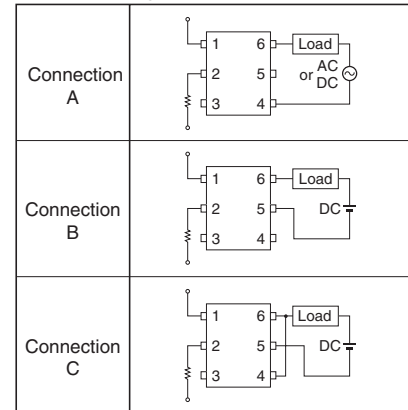 Connection
A
1 6 Load
2 5 or AC
DC
3 4
Connection
B
1 6 Load
2 5 DC
3 4
Connection
C
1 6 Load
2 5 DC
3 4